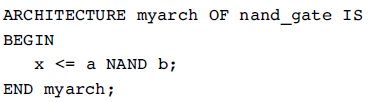 ARCHITECTURE myarch OF nand_gate IS
BEGIN
   x <= a NAND b;
END myarch;